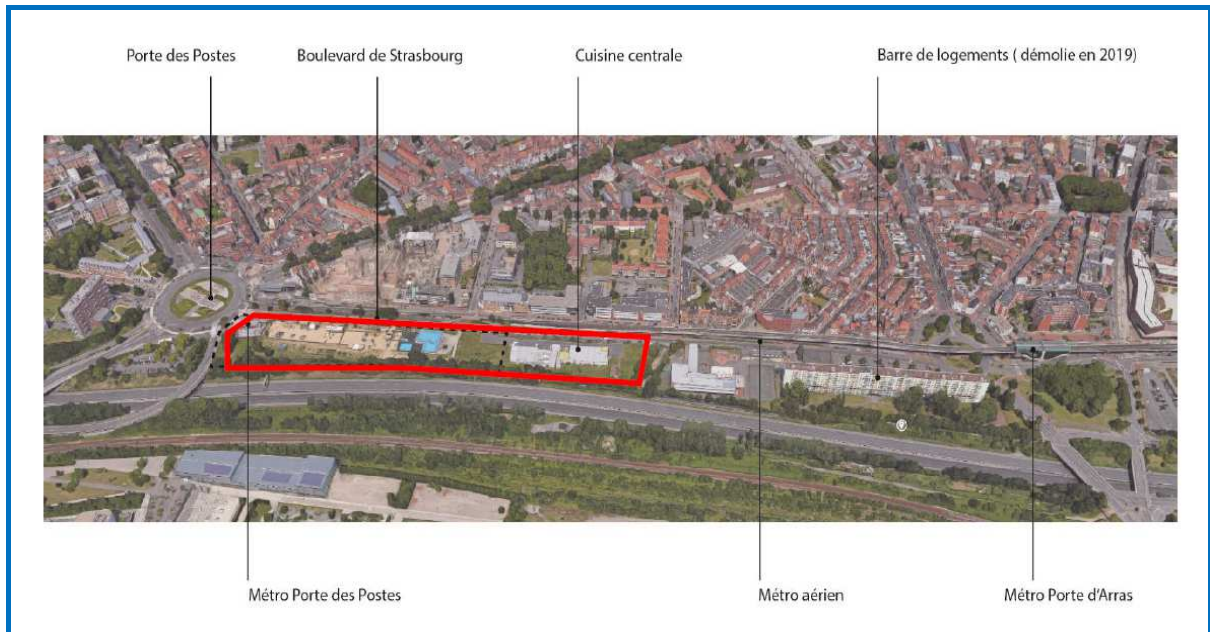 Porte des Postes
Boulevard de Strasbourg
Cuisine centrale
Barre de logements ( démolie en 2019)
Métro Porte des Postes
Métro aérien
Métro Porte d'Arras